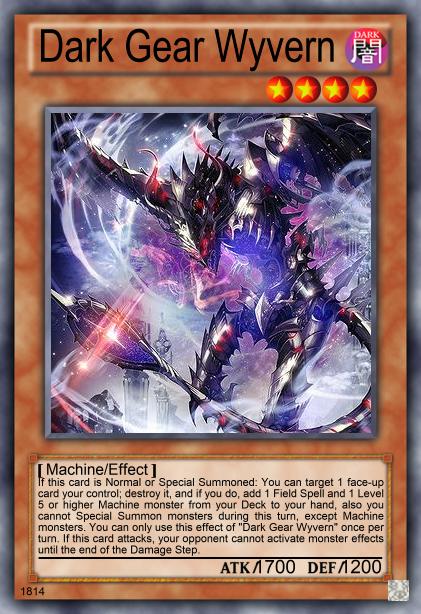 Dark Gear Wyvern
DARK
闇
[ Machine/Effect ]
If this card is Normal or Special Summoned: You can target 1 face-up
card your control; destroy it, and if you do, add 1 Field Spell and 1 Level
5 or higher Machine monster from your Deck to your hand, also you
cannot Special Summon monsters during this turn, except Machine
monsters. You can only use this effect of "Dark Gear Wyvern" once per
turn. If this card attacks, your opponent cannot activate monster effects
until the end of the Damage Step.
ATK/1700 DEF/1200
1814